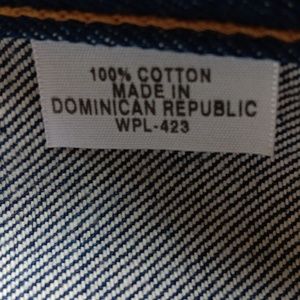 100% COTTON
MADE IN
DOMINICAN REPUBLIC
WPL-423